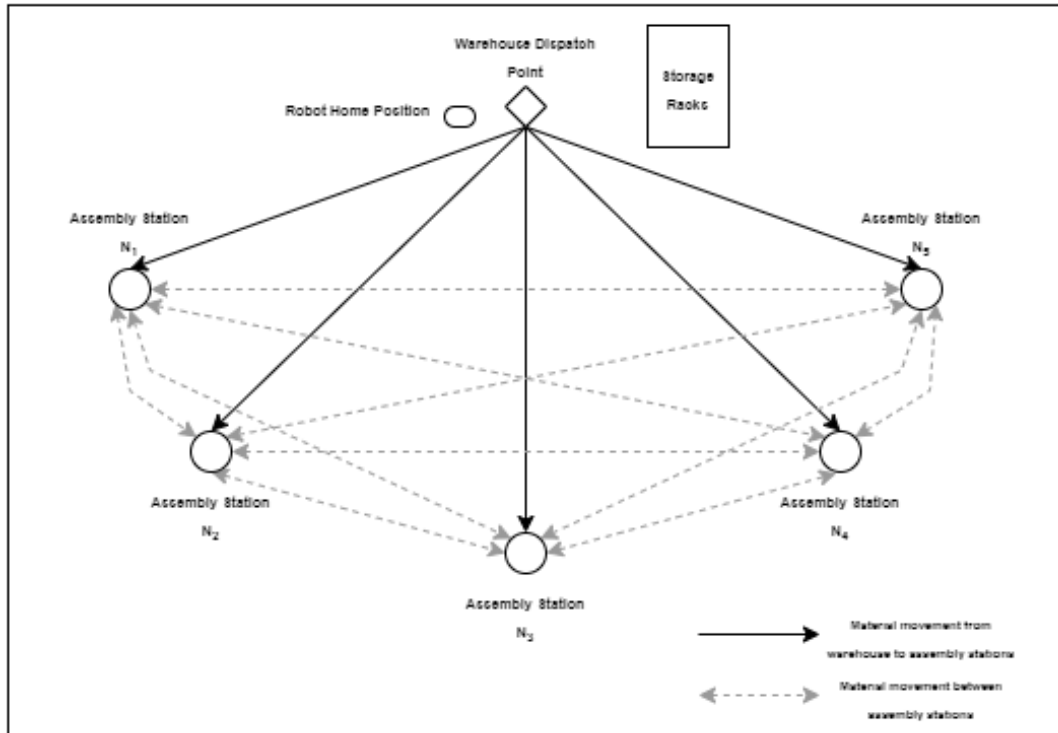 Warehouse Dispatch
Point
Storage
Racks
Robot Home Position
Assembly Station
N₁
Assembly Station
N₅
Assembly Station
N₂
Assembly Station
N₄
Assembly Station
N₃
Material movement from
warehouse to assembly stations
Material movement between
assembly stations